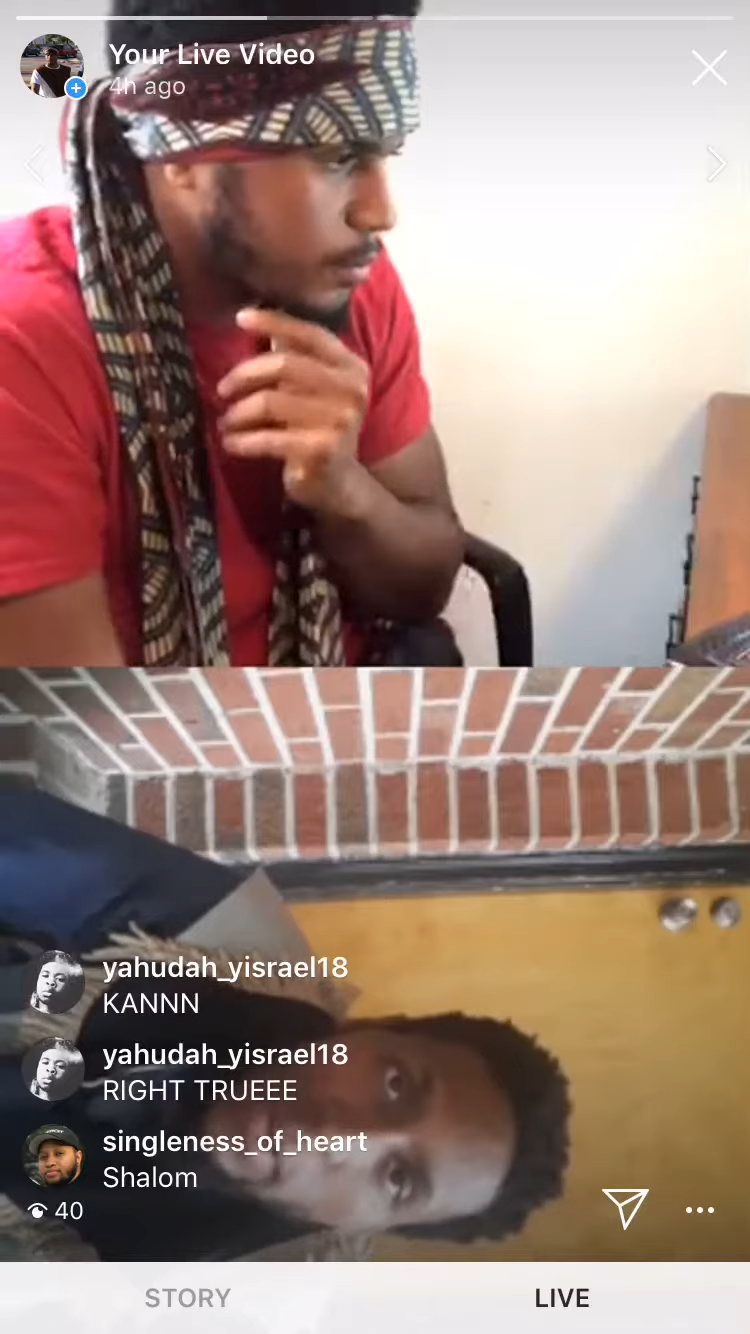 Your Live Video
4h ago
yahudah_yisrael18
KANNN
yahudah_yisrael18
RIGHT TRUEEE
singleness_of_heart
Shalom
40
STORY
LIVE